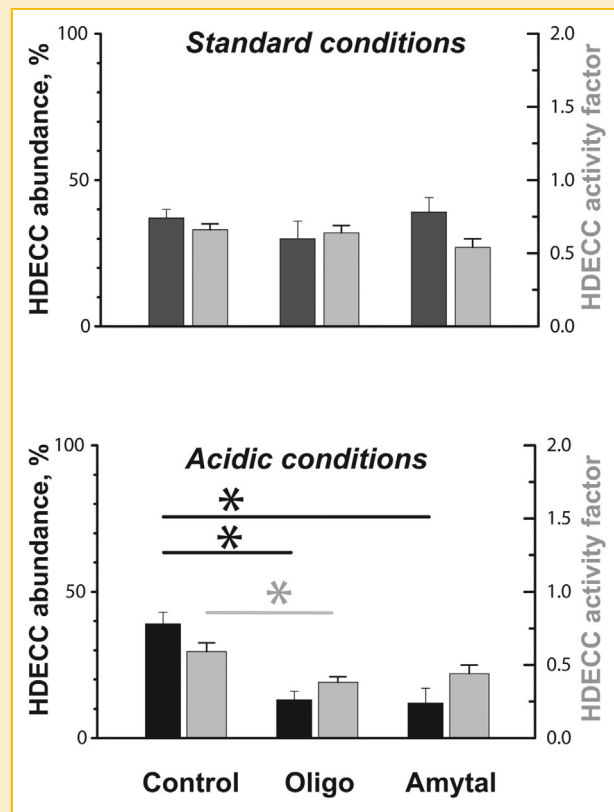 Standard conditions
HDECC abundance, %
100
50
0
2.0
1.5
1.0
0.5
0.0
HDECC activity factor
Acidic conditions
HDECC abundance, %
100
50
0
*
*
*
2.0
1.5
1.0
0.5
0.0
HDECC activity factor
Control Oligo Amytal